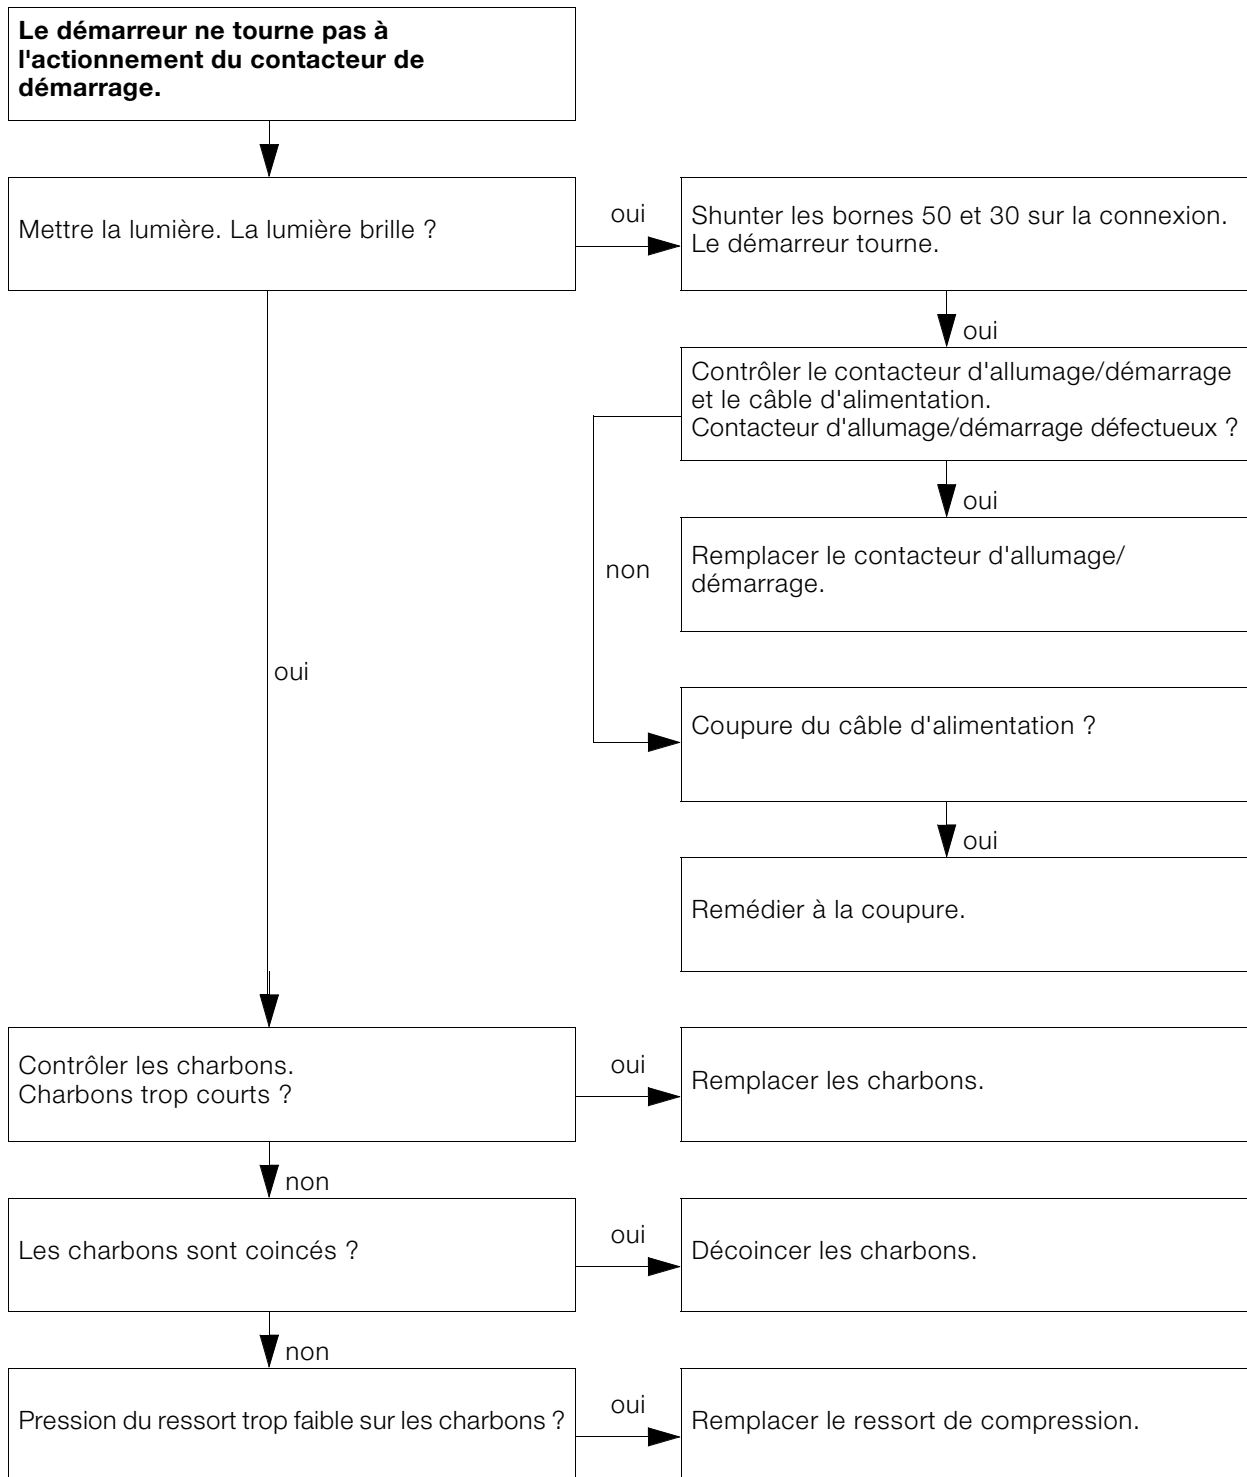 Le démarreur ne tourne pas à
l'actionnement du contacteur de
démarrage.
Mettre la lumière. La lumière brille ?
oui
Shunter les bornes 50 et 30 sur la connexion.
Le démarreur tourne.
oui
Contrôler le contacteur d'allumage/démarrage
et le câble d'alimentation.
Contacteur d'allumage/démarrage défectueux ?
oui
Remplacer le contacteur d'allumage/
démarrage.
non
oui
Coupure du câble d'alimentation ?
oui
Remédier à la coupure.
Contrôler les charbons.
Charbons trop courts ?
oui
Remplacer les charbons.
non
Les charbons sont coincés ?
oui
Décoincer les charbons.
non
Pression du ressort trop faible sur les charbons ?
oui
Remplacer le ressort de compression.